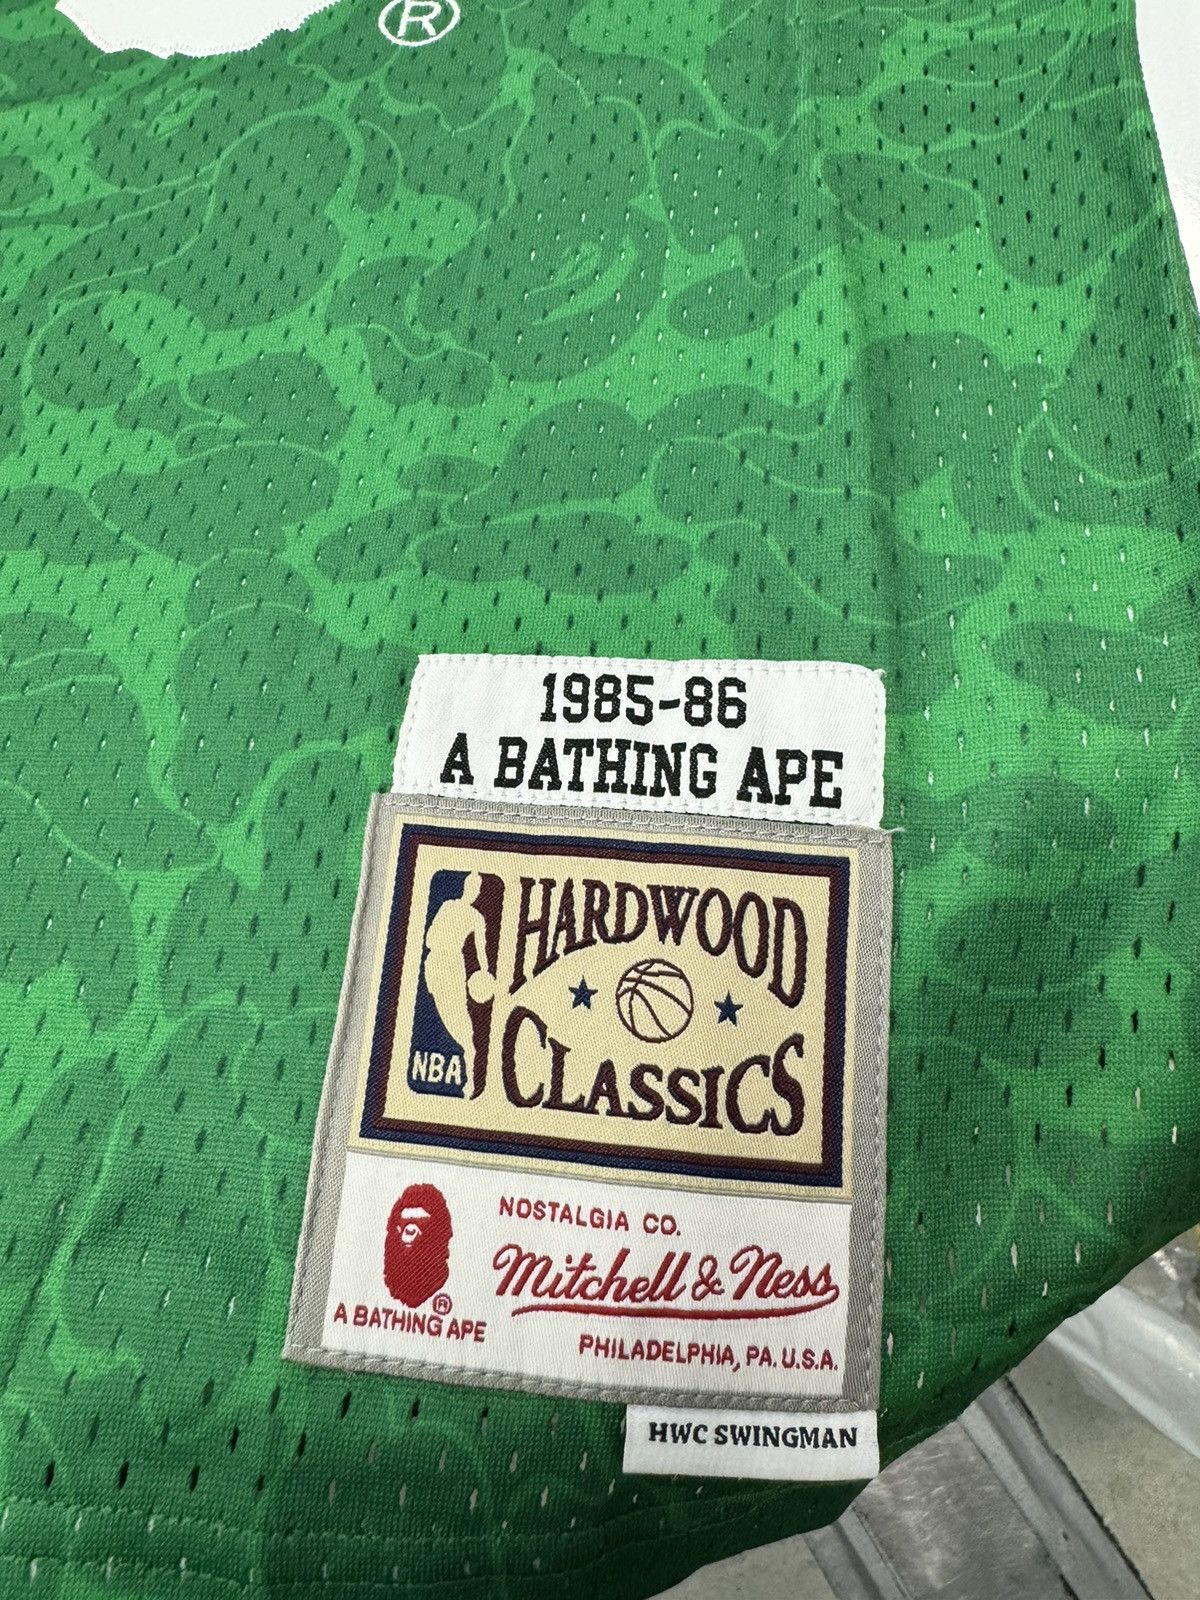 ®
1985-86
A BATHING APE
HARDWOOD
CLASSICS
NBA
NOSTALGIA CO.
Mitchell & Ness
PHILADELPHIA, PA. U.S.A.
®
A BATHING APE
HWC SWINGMAN